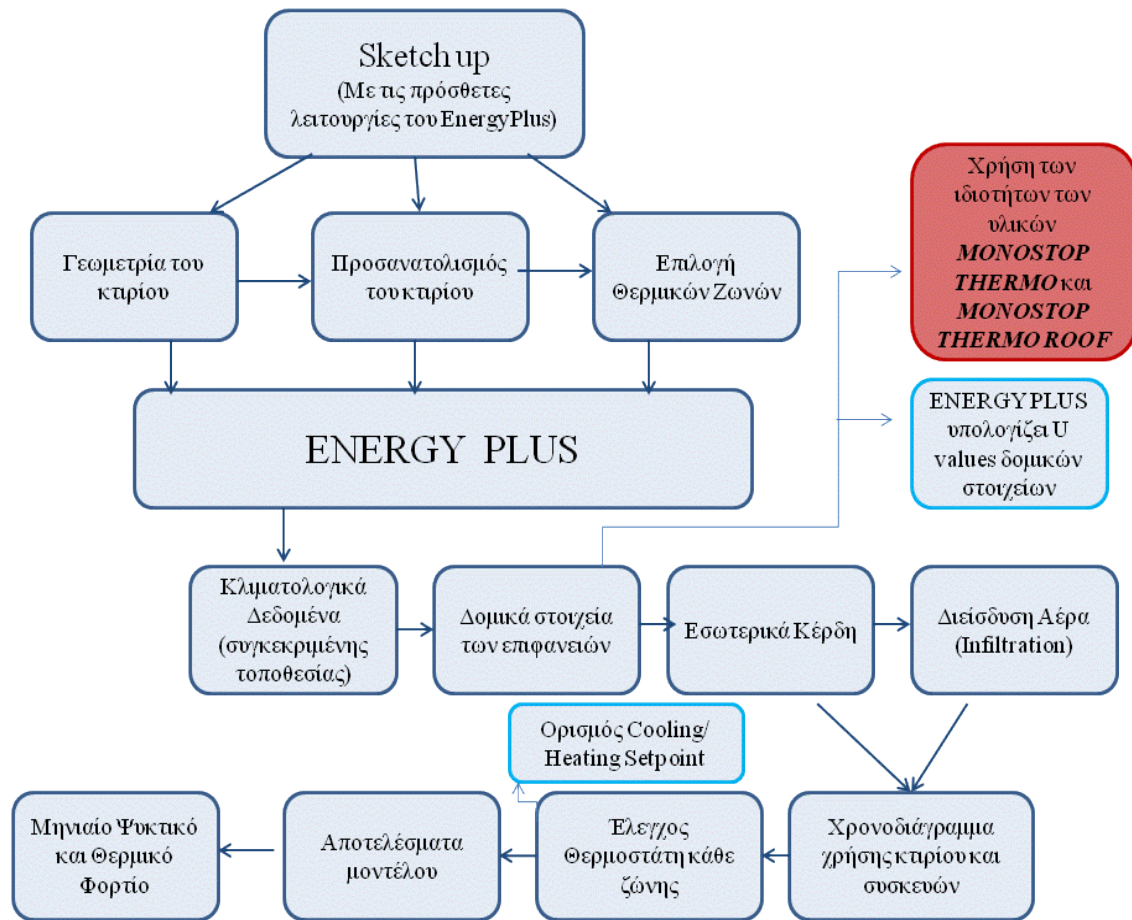 Sketch up
(Με τις πρόσθετες
λειτουργίες του EnergyPlus)
Χρήση των
ιδιοτήτων των
υλικών
MONOSTOP
THERMO και
MONOSTOP
THERMO ROOF
Γεωμετρία του
κτιρίου
Προσανατολισμός
του κτιρίου
Επιλογή
Θερμικών Ζωνών
ENERGY PLUS
ENERGY PLUS
υπολογίζει U
values δομικών
στοιχείων
Κλιματολογικά
Δεδομένα
(συγκεκριμένης
τοποθεσίας)
Δομικά στοιχεία
των επιφανειών
Εσωτερικά Κέρδη
Διείσδυση Αέρα
(Infiltration)
Ορισμός Cooling/
Heating Setpoint
Μηνιαίο Ψυκτικό
και Θερμικό
Φορτίο
Αποτελέσματα
μοντέλου
Έλεγχος
Θερμοστάτη κάθε
ζώνης
Χρονοδιάγραμμα
χρήσης κτιρίου και
συσκευών